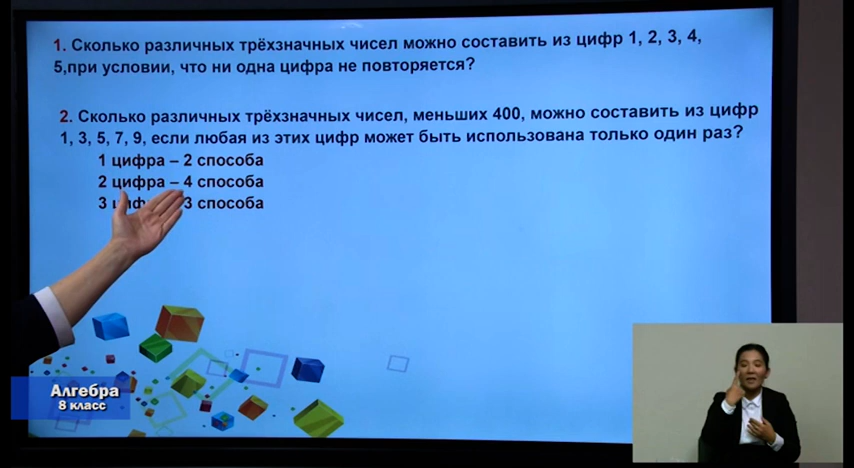 1. Сколько различных трёхзначных чисел можно составить из цифр 1, 2, 3, 4,
5,при условии, что ни одна цифра не повторяется?
2. Сколько различных трёхзначных чисел, меньших 400, можно составить из цифр
1, 3, 5, 7, 9, если любая из этих цифр может быть использована только один раз?
1 цифра – 2 способа
2 цифра – 4 способа
3 3 способа
Алгебра
8 класс